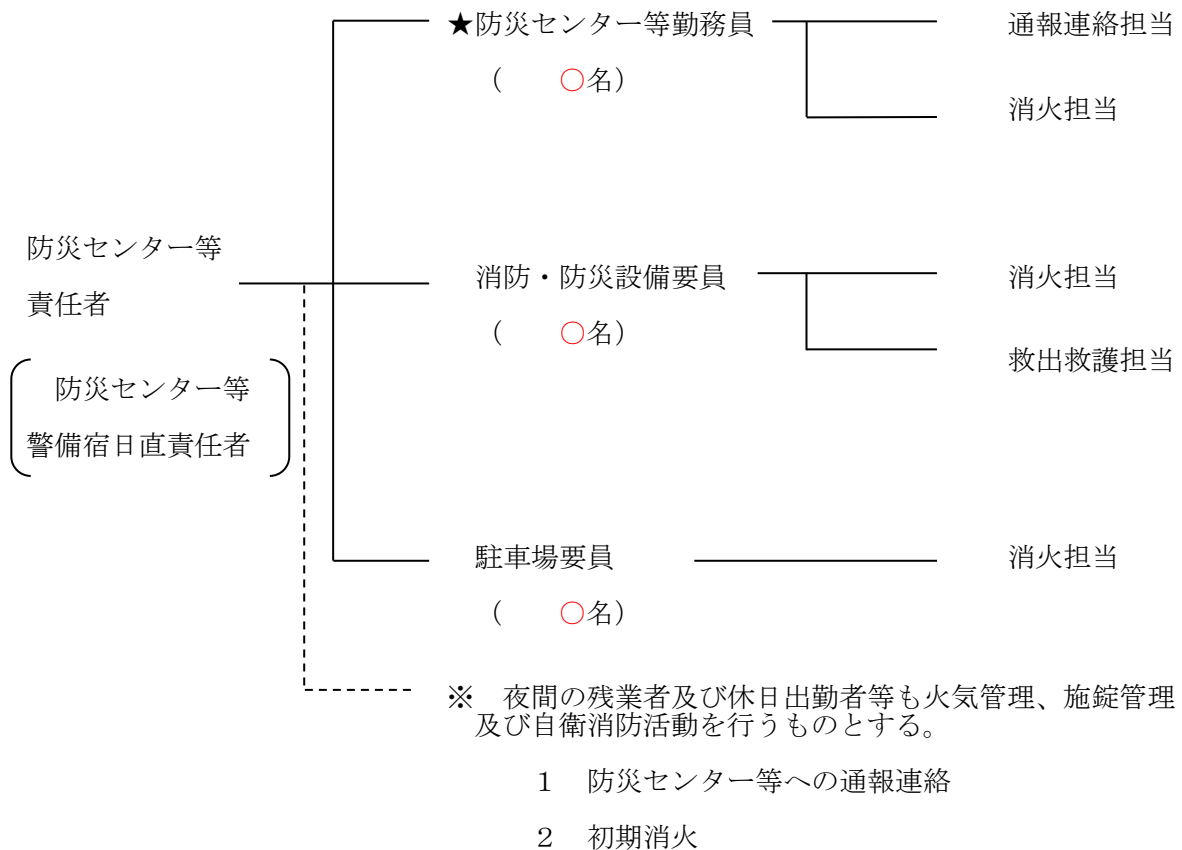 ★防災センター等勤務員
通報連絡担当
(　　○名)
消火担当
防災センター等
責任者
防災センター等
警備宿日直責任者
消防・防災設備要員
消火担当
(　　○名)
救出救護担当
駐車場要員
消火担当
(　　○名)
※　夜間の残業者及び休日出勤者等も火気管理、施錠管理
及び自衛消防活動を行うものとする。
１　防災センター等への通報連絡
２　初期消火